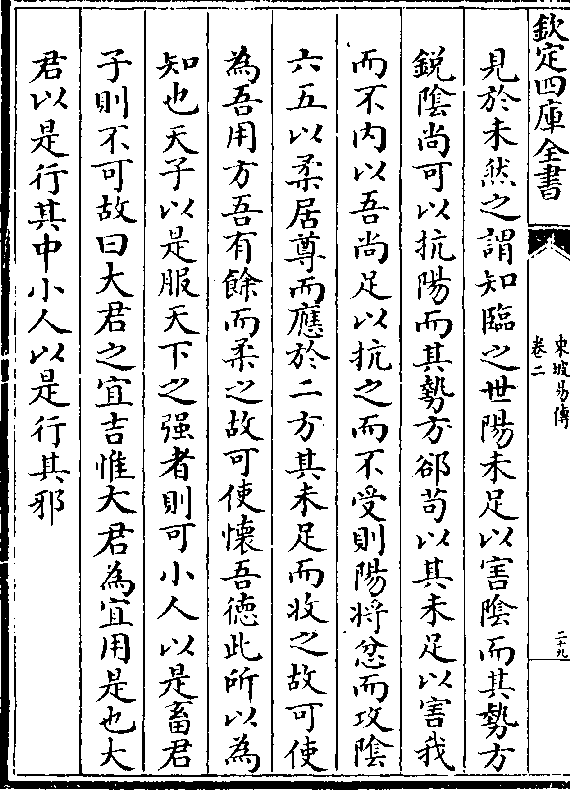 欽定四庫全書
東坡易傳
卷二
二十九
見於未然之謂知臨之世陽未足以害陰而其勢方
鋭陰尚可以抗陽而其勢方郤苟以其未足以害我
而不内以吾尚足以抗之而不受則陽將忿而攻陰
六五以柔居尊而應於二方其未足而收之故可使
為吾用方吾有餘而柔之故可使懷吾徳此所以為
知也天子以是服天下之强者則可小人以是畜君
子則不可故曰大君之宜吉惟大君為宜用是也大
君以是行其中小人以是行其邪